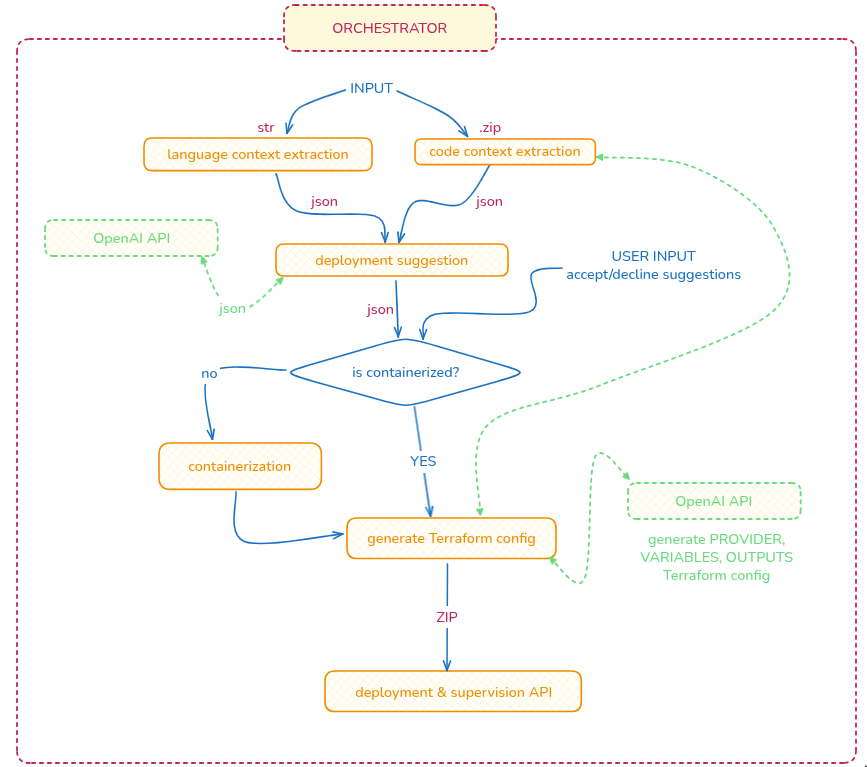 ORCHESTRATOR
INPUT
str
.zip
language context extraction
code context extraction
json
json
OpenAI API
deployment suggestion
USER INPUT
accept/decline suggestions
json
json
is containerized?
no
YES
containerization
OpenAI API
generate Terraform config
generate PROVIDER,
VARIABLES, OUTPUTS
Terraform config
ZIP
deployment & supervision API